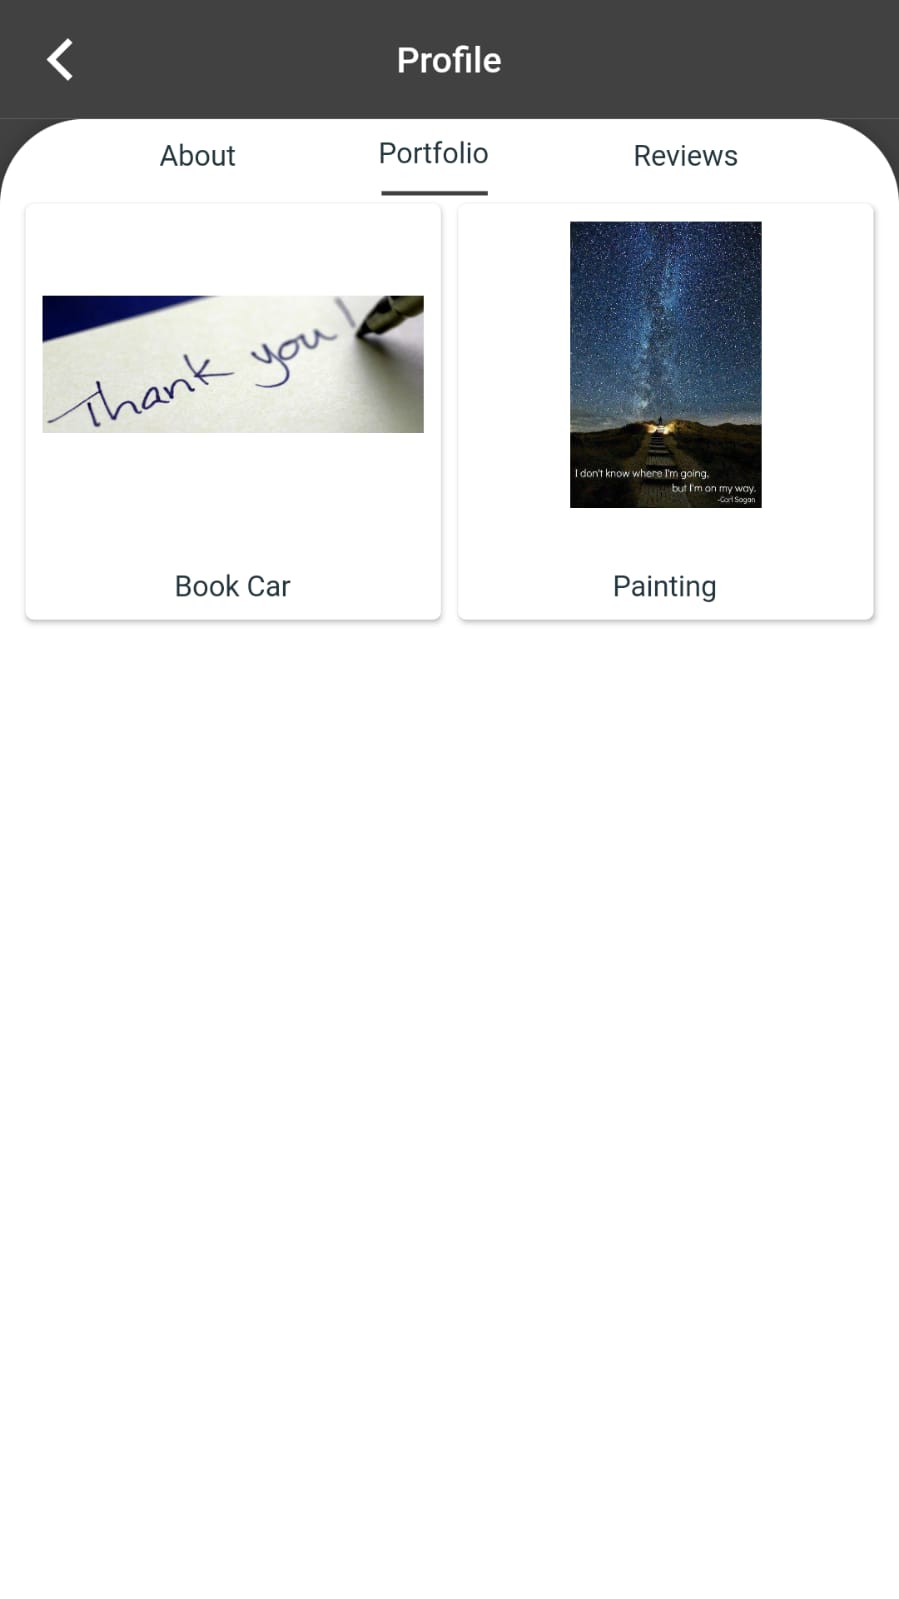 Profile
About
Portfolio
Reviews
Thank you!
I don't know where I'm going,
but I'm on my way.
-Carl Sagan
Book Car
Painting